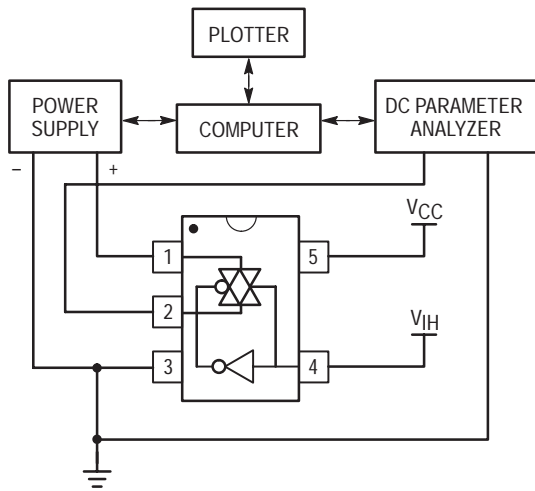 PLOTTER
POWER
SUPPLY
COMPUTER
DC PARAMETER
ANALYZER
–
+
VCC
1
5
2
VIH
3
4